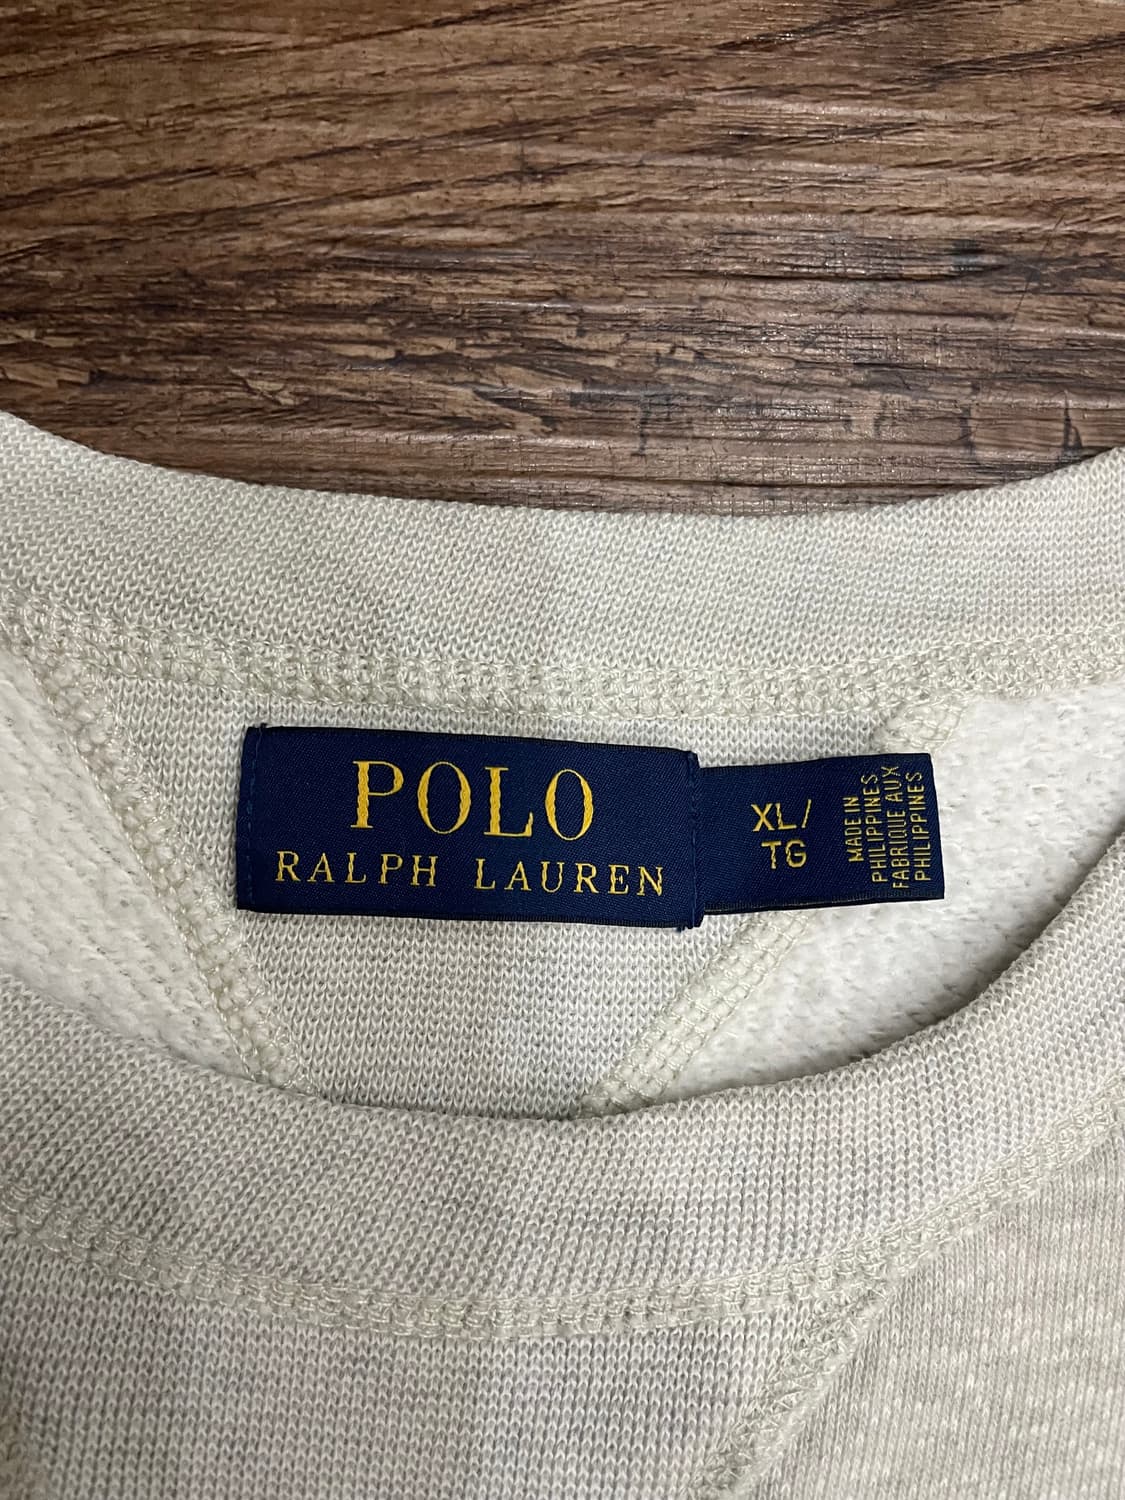 POLO
RALPH LAUREN
XL/
TG
MADE IN
PHILIPPINES
FABRIQUE AUX
PHILIPPINES